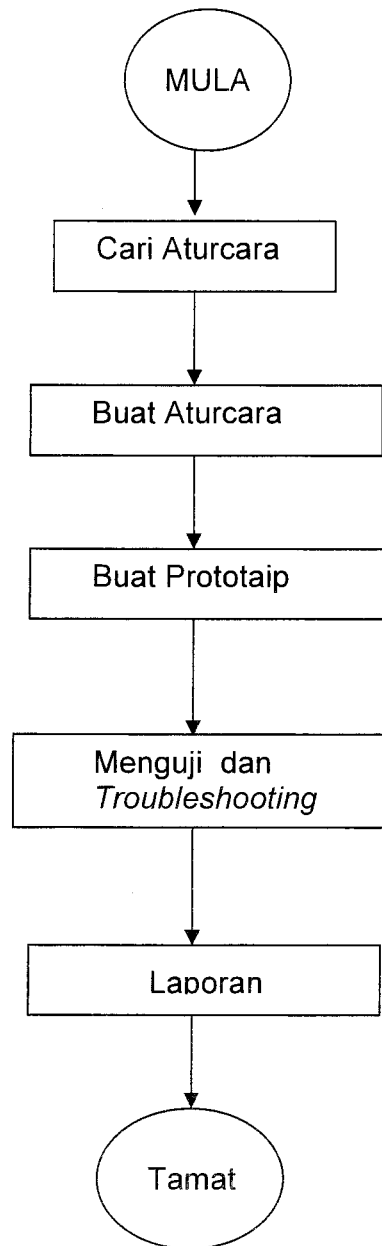 MULA
Cari Aturcara
Buat Aturcara
Buat Prototaip
Menguji dan
Troubleshooting
Laporan
Tamat